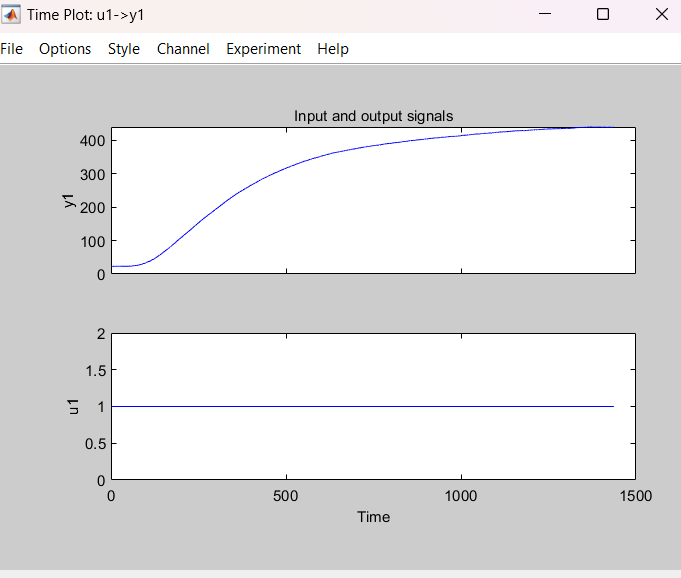 Time Plot: u1->y1
File Options Style Channel Experiment Help
Input and output signals
400
300
200
100
0
y1
2
1.5
1
0.5
0
u1
0 500 1000 1500
Time